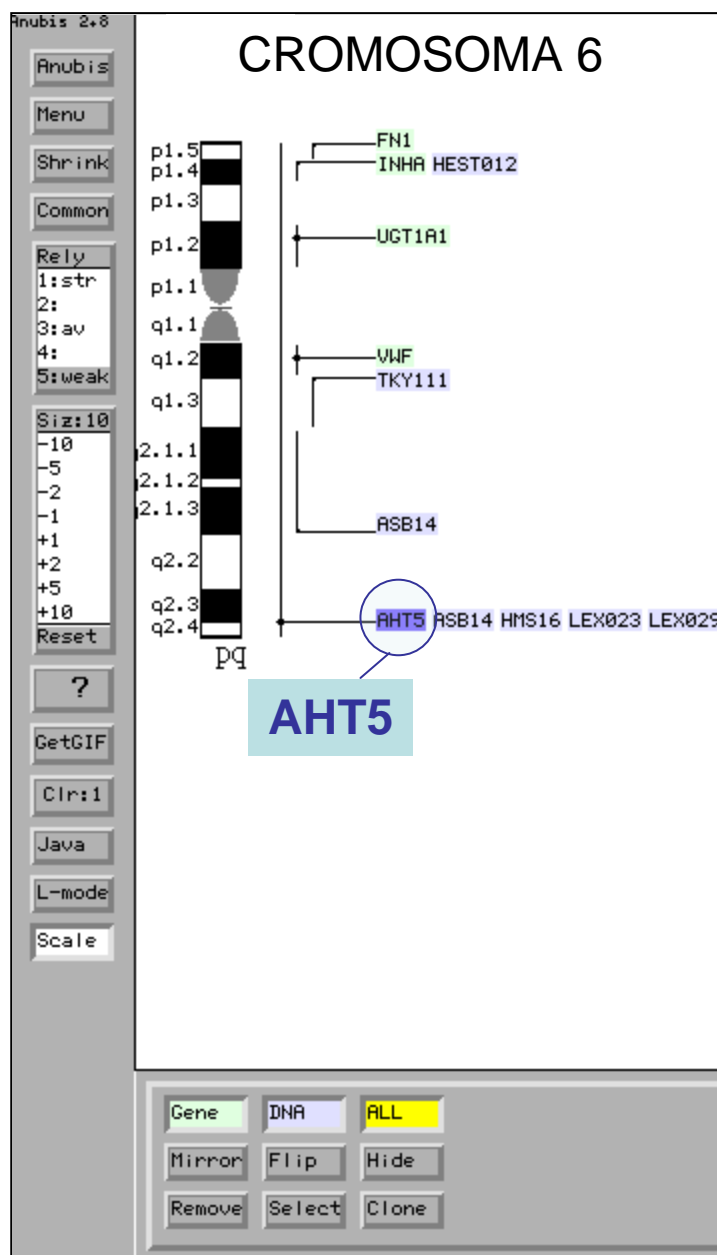 Anubis 2.8
CROMOSOMA 6
Anubis
Menu
Shrink
Common
Rely
1:str
2:
3:av
4:
5:weak
Siz:10
-10
-5
-2
-1
+1
+2
+5
+10
Reset
?
GetGIF
Clr:1
Java
L-mode
Scale
p1.5
p1.4
p1.3
p1.2
p1.1
q1.1
q1.2
q1.3
2.1.1
2.1.2
2.1.3
q2.2
q2.3
q2.4
pq
FN1
INHA HEST012
UGT1A1
VWF
TKY111
ASB14
AHT5 ASB14 HMS16 LEX023 LEX029
AHT5
Gene DNA ALL
Mirror Flip Hide
Remove Select Clone